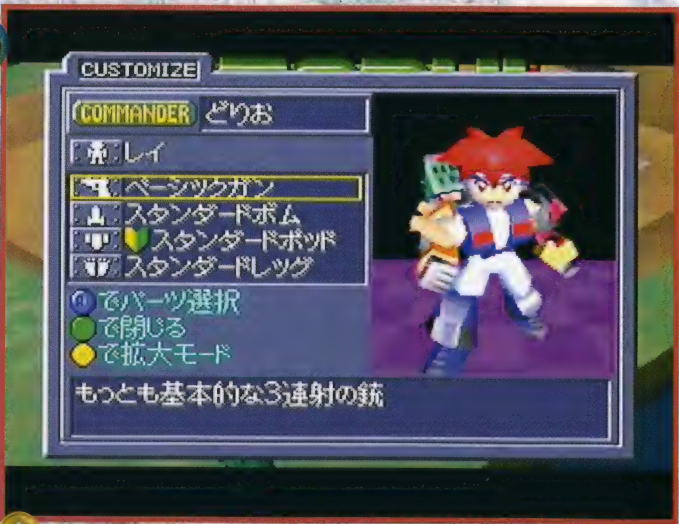 CUSTOMIZE
COMMANDER どりお
レイ
ベーシックガン
スタンダードボム
スタンダードポッド
スタンダードレッグ
でパーツ選択
で閉じる
で拡大モード
もっとも基本的な3連射の銃